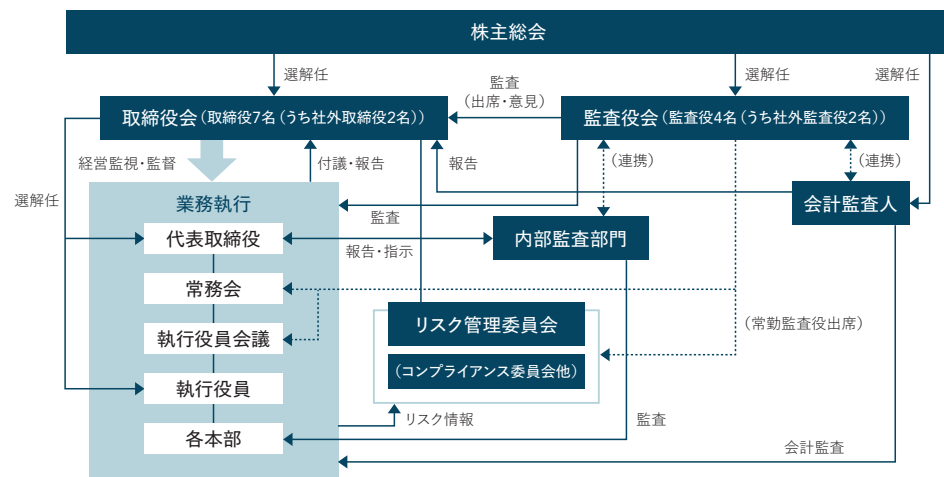 株主総会
選解任
選解任
選解任
監査
（出席・意見）
取締役会（取締役7名（うち社外取締役2名））
監査役会（監査役4名（うち社外監査役2名））
経営監視・監督
付議・報告
報告
（連携）
（連携）
選解任
業務執行
監査
会計監査人
代表取締役
報告・指示
内部監査部門
常務会
リスク管理委員会
（常勤監査役出席）
執行役員会議
（コンプライアンス委員会他）
執行役員
リスク情報
監査
各本部
会計監査